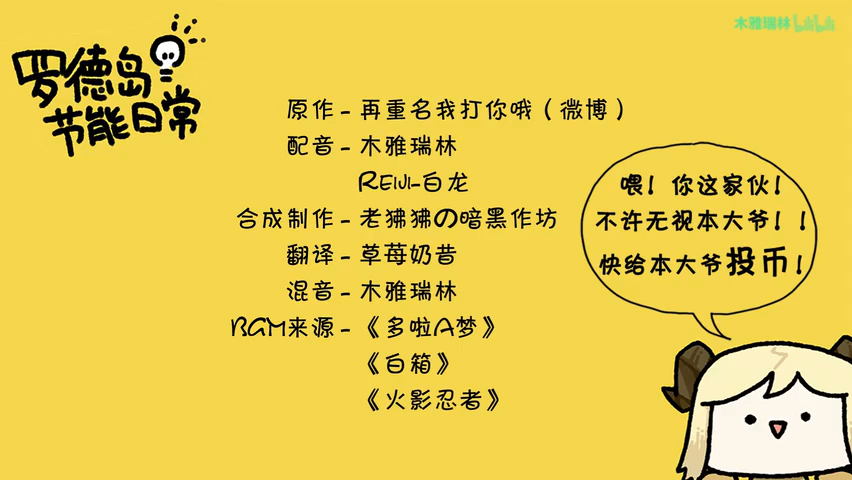 木雅瑞林 bilibili
罗德岛
节能日常
原作 - 再重名我打你哦（微博）
配音 - 木雅瑞林
REIJI-白龙
合成制作 - 老狒狒の暗黑作坊
翻译 - 草莓奶昔
混音 - 木雅瑞林
BGM来源 - 《多啦A梦》
《白箱》
《火影忍者》
喂！你这家伙！
不许无视本大爷！！
快给本大爷投币！